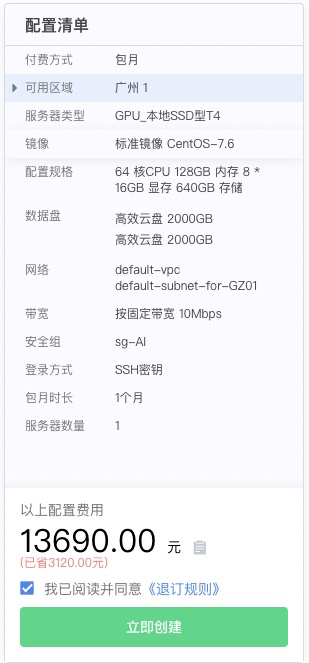 配置清单
付费方式 包月
可用区域 广州 1
服务器类型 GPU_本地SSD型T4
镜像 标准镜像 CentOS-7.6
配置规格 64 核CPU 128GB 内存 8 *
16GB 显存 640GB 存储
数据盘 高效云盘 2000GB
高效云盘 2000GB
网络 default-vpc
default-subnet-for-GZ01
带宽 按固定带宽 10Mbps
安全组 sg-AI
登录方式 SSH密钥
包月时长 1个月
服务器数量 1
以上配置费用
13690.00 元
(已省3120.00元)
我已阅读并同意《退订规则》
立即创建